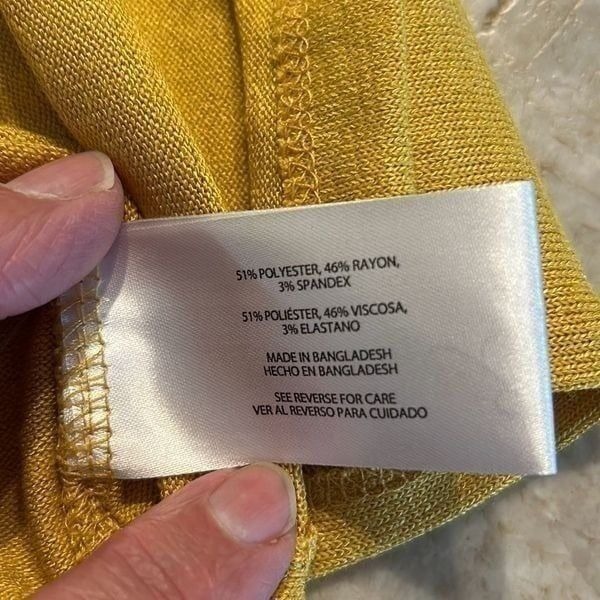 51% POLYESTER, 46% RAYON,
3% SPANDEX
51% POLIÉSTER, 46% VISCOSA,
3% ELASTANO
MADE IN BANGLADESH
HECHO EN BANGLADESH
SEE REVERSE FOR CARE
VER AL REVERSO PARA CUIDADO